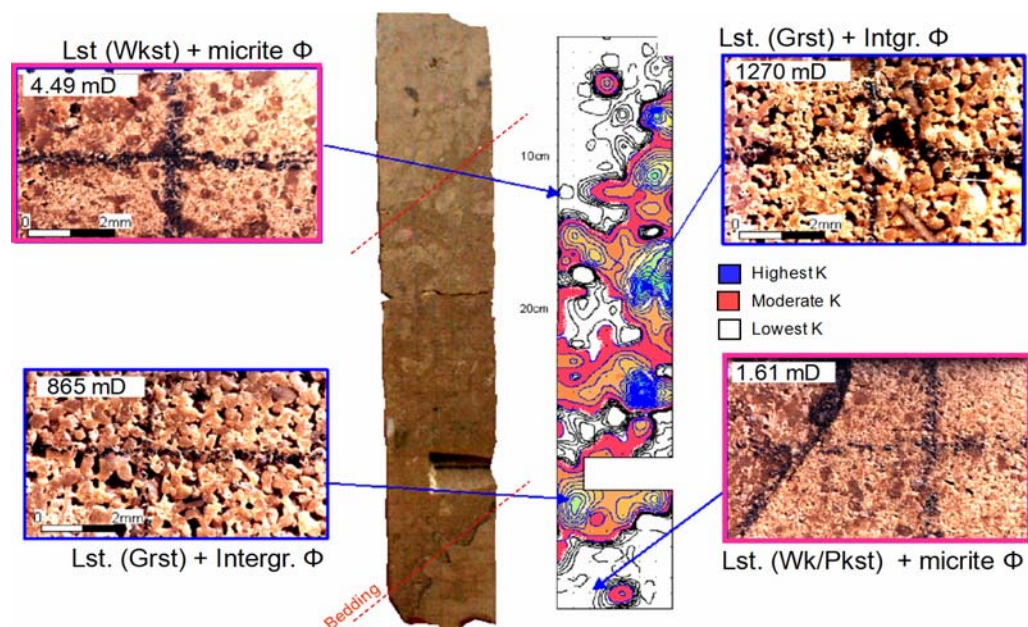 Lst (Wkst) + micrite Φ
4.49 mD
0 2mm
Lst. (Grst) + Intgr. Φ
1270 mD
0 2mm
10cm
20cm
Highest K
Moderate K
Lowest K
865 mD
0 2mm
Lst. (Grst) + Intergr. Φ
1.61 mD
Lst. (Wk/Pkst) + micrite Φ
Bedding